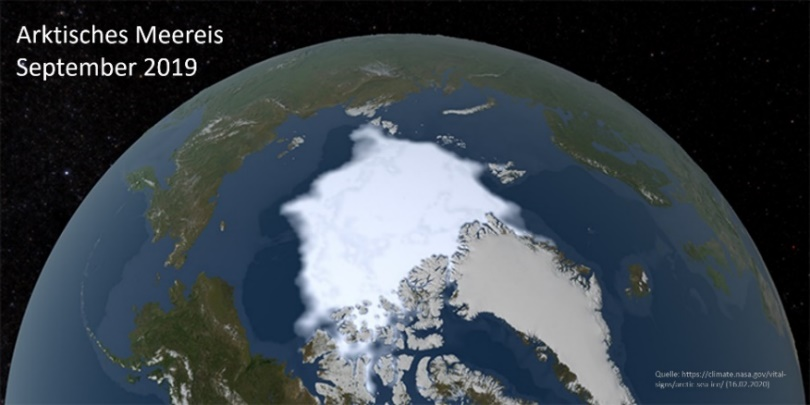 Arktisches Meereis
September 2019
Quelle: https://climate.nasa.gov/vital-
signs/arctic-sea-ice/ (16.02.2020)